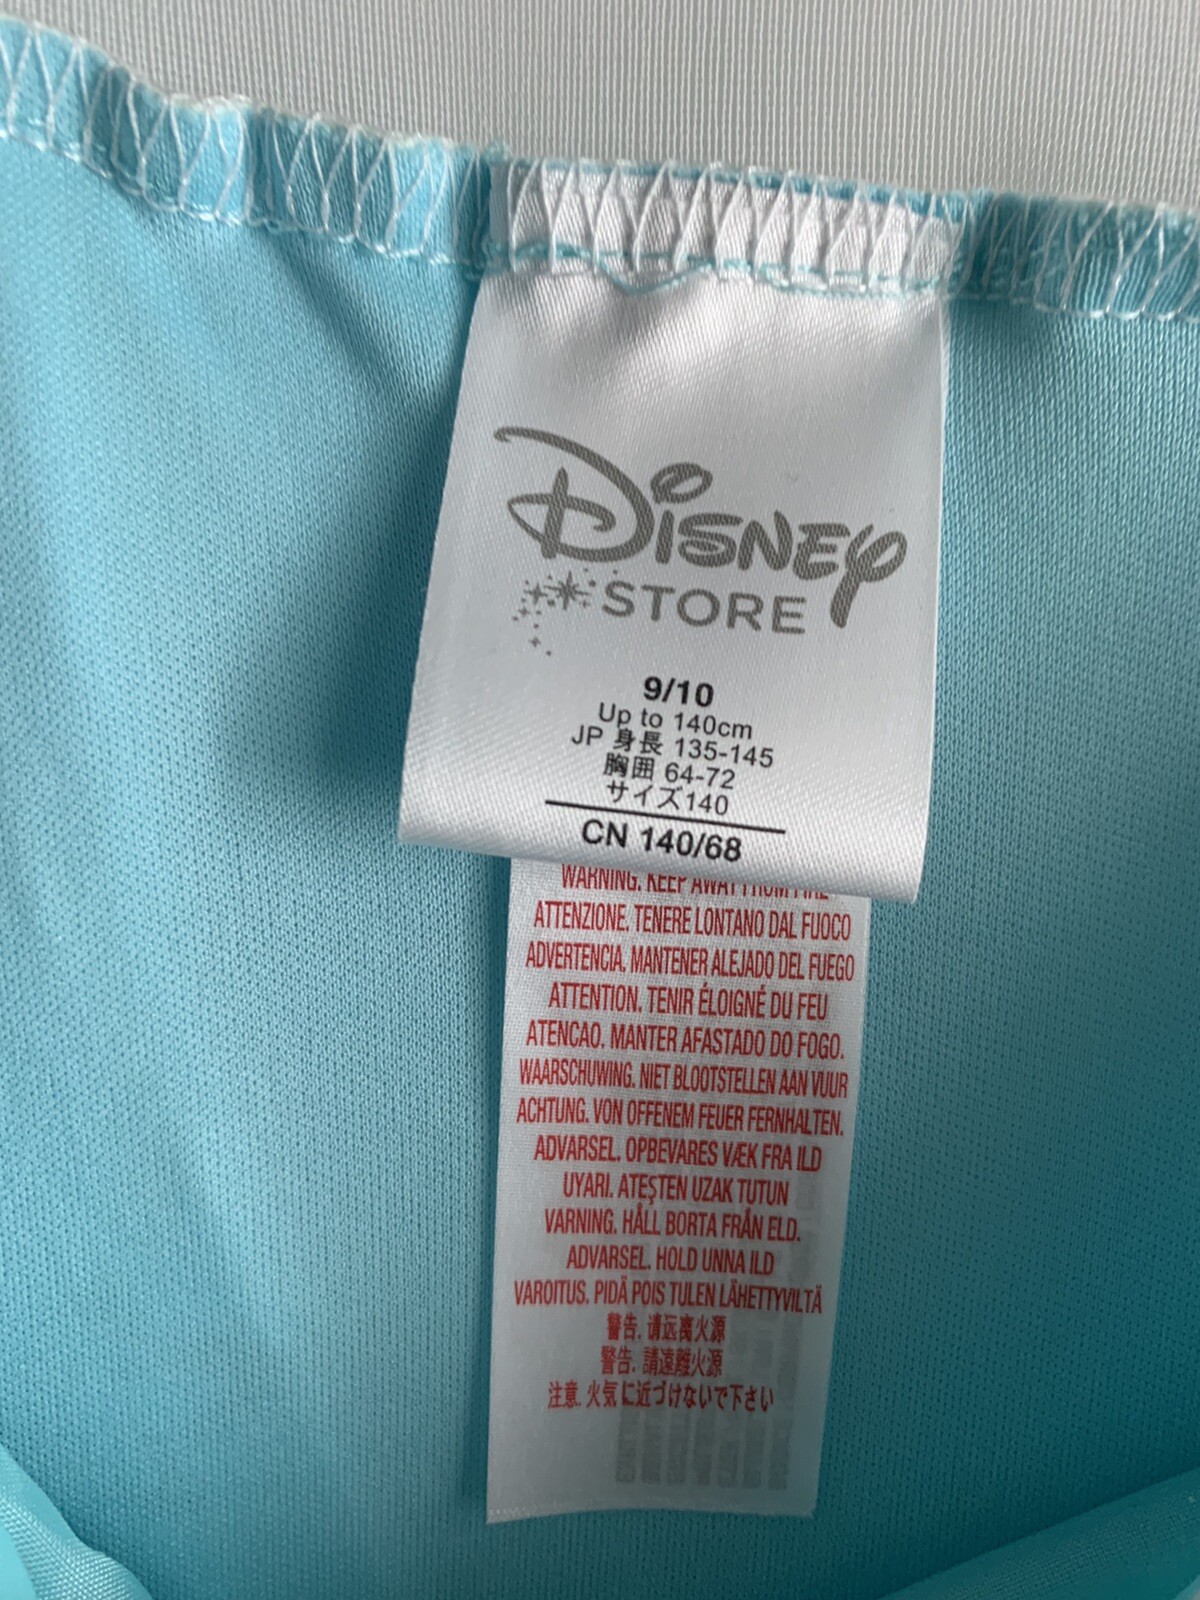 Disney
STORE
9/10
Up to 140cm
JP 身長 135-145
胸囲 64-72
サイズ140
CN 140/68
WARNING. KEEP AWAY FROM FIRE
ATTENZIONE. TENERE LONTANO DAL FUOCO
ADVERTENCIA. MANTENER ALEJADO DEL FUEGO
ATTENTION. TENIR ÉLOIGNÉ DU FEU
ATENCAO. MANTER AFASTADO DO FOGO.
WAARSCHUWING. NIET BLOOTSTELLEN AAN VUUR
ACHTUNG. VON OFFENEM FEUER FERNHALTEN.
ADVARSEL. OPBEVARES VÆK FRA ILD
UYARI. ATEŞTEN UZAK TUTUN
VARNING. HÅLL BORTA FRÅN ELD.
ADVARSEL. HOLD UNNA ILD
VAROITUS. PIDÄ POIS TULEN LÄHETTYVILTÄ
警告. 请远离火源
警告. 請遠離火源
注意. 火気に近づけないで下さい